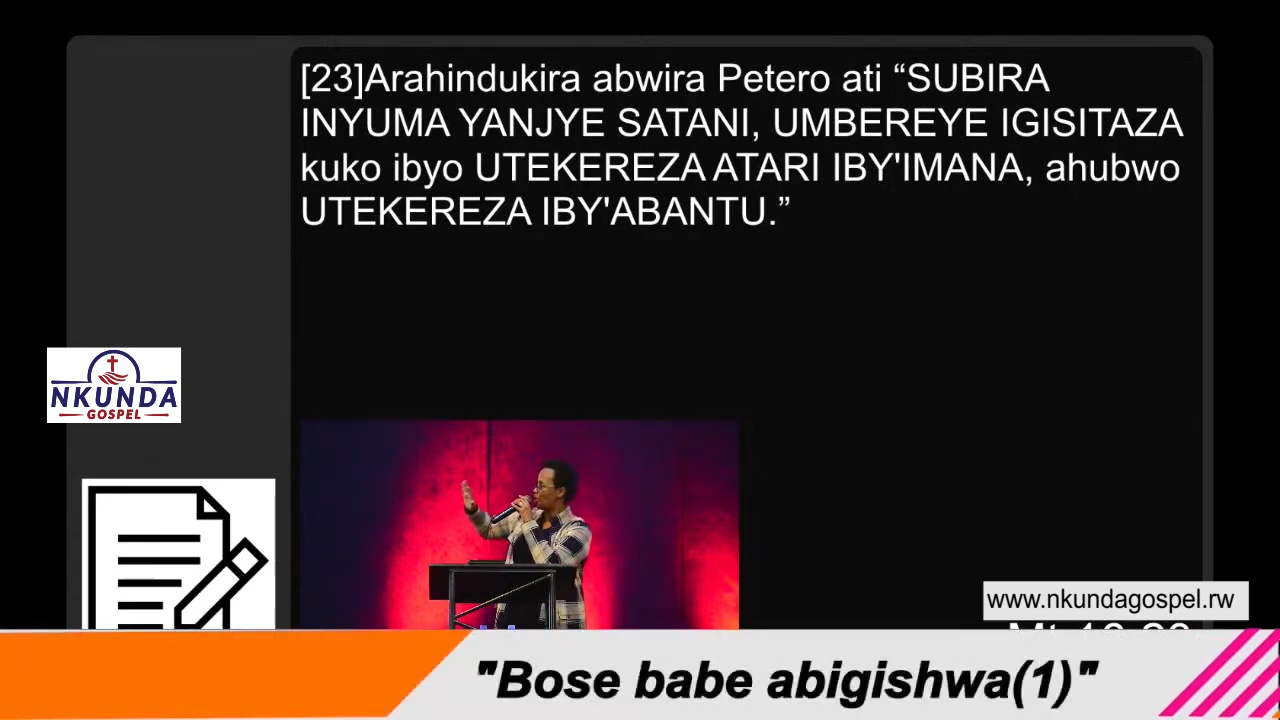 [23]Arahindukira abwira Petero ati “SUBIRA
INYUMA YANJYE SATANI, UMBEREYE IGISITAZA
kuko ibyo UTEKEREZA ATARI IBY'IMANA, ahubwo
UTEKEREZA IBY'ABANTU.”
NKUNDA
GOSPEL
www.nkundagospel.rw
"Bose babe abigishwa(1)"